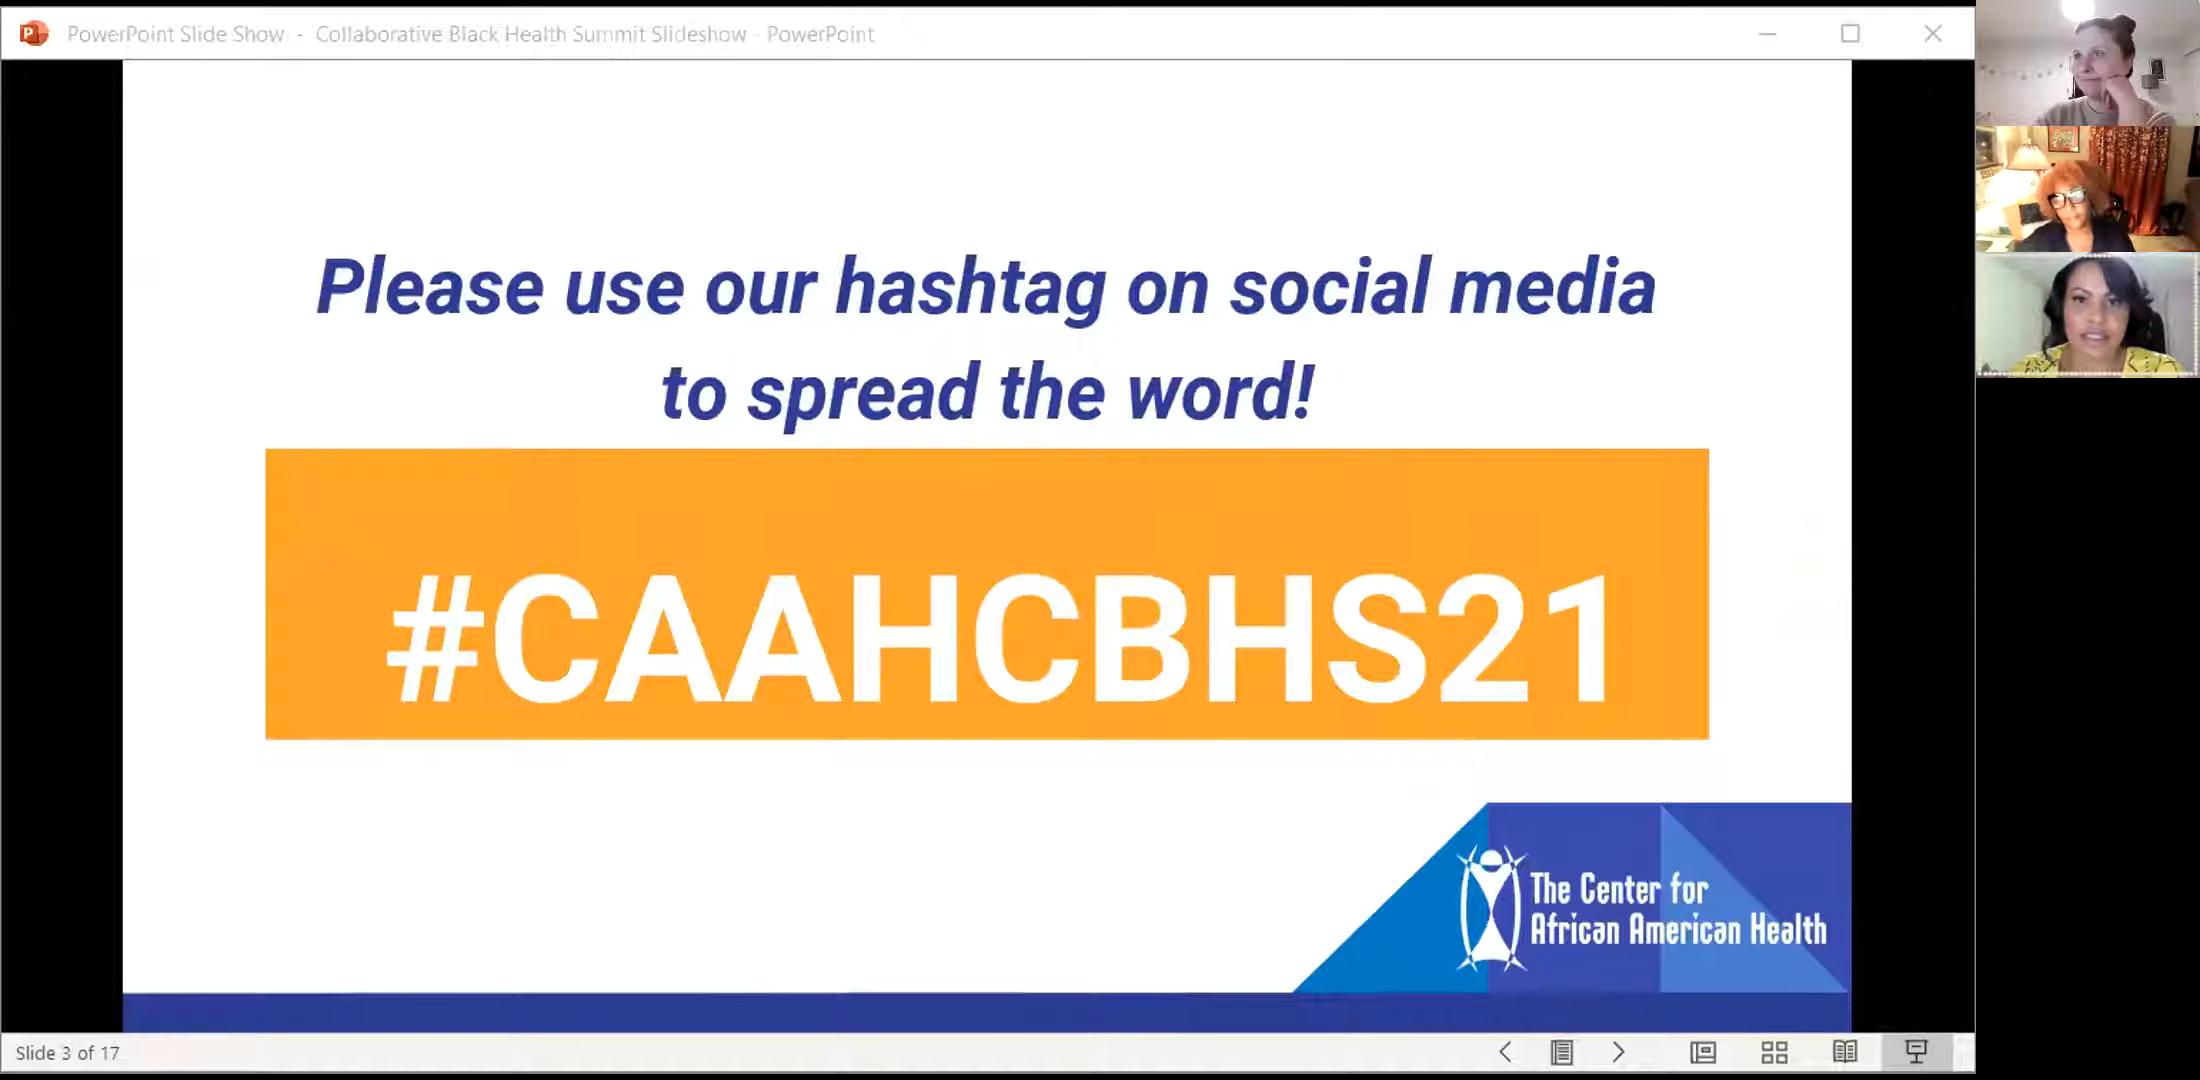 PowerPoint Slide Show - Collaborative Black Health Summit Slideshow - PowerPoint
Please use our hashtag on social media
to spread the word!
#CAAHCBHS21
The Center for
African American Health
Slide 3 of 17